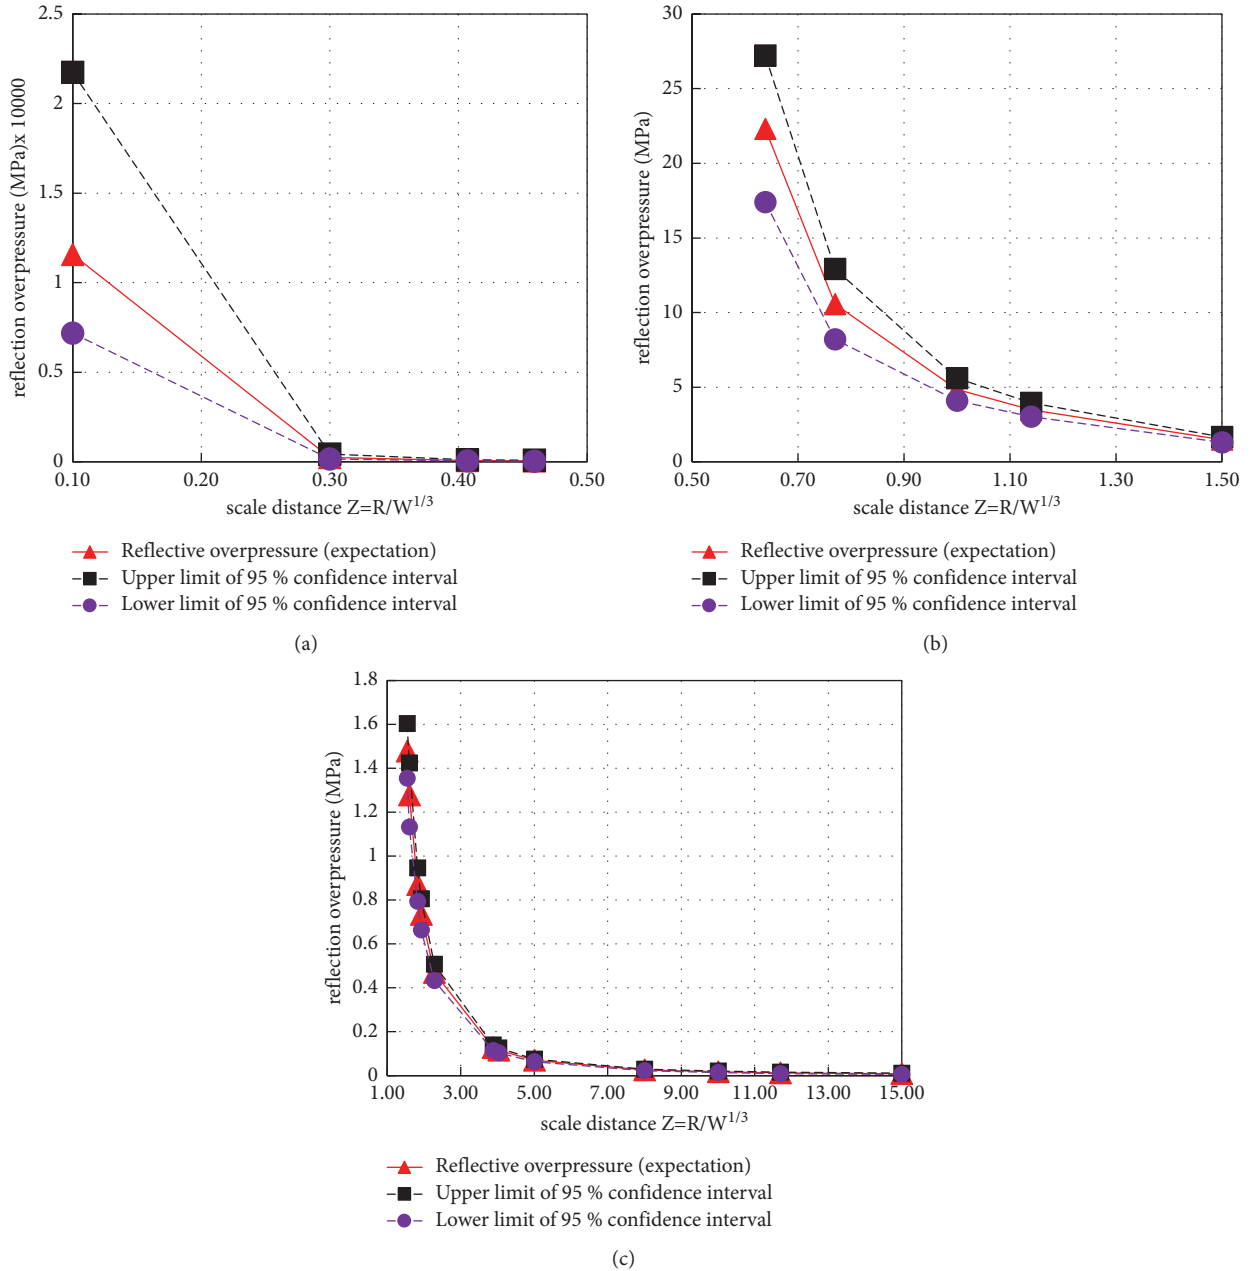 2.5
2
1.5
1
0.5
0
reflection overpressure (MPa)x 10000
0.10 0.20 0.30 0.40 0.50
scale distance Z=R/W^1/3
Reflective overpressure (expectation)
Upper limit of 95 % confidence interval
Lower limit of 95 % confidence interval
(a)
30
25
20
15
10
5
0
reflection overpressure (MPa)
0.50 0.70 0.90 1.10 1.30 1.50
scale distance Z=R/W^1/3
Reflective overpressure (expectation)
Upper limit of 95 % confidence interval
Lower limit of 95 % confidence interval
(b)
1.8
1.6
1.4
1.2
1
0.8
0.6
0.4
0.2
0
reflection overpressure (MPa)
1.00 3.00 5.00 7.00 9.00 11.00 13.00 15.00
scale distance Z=R/W^1/3
Reflective overpressure (expectation)
Upper limit of 95 % confidence interval
Lower limit of 95 % confidence interval
(c)